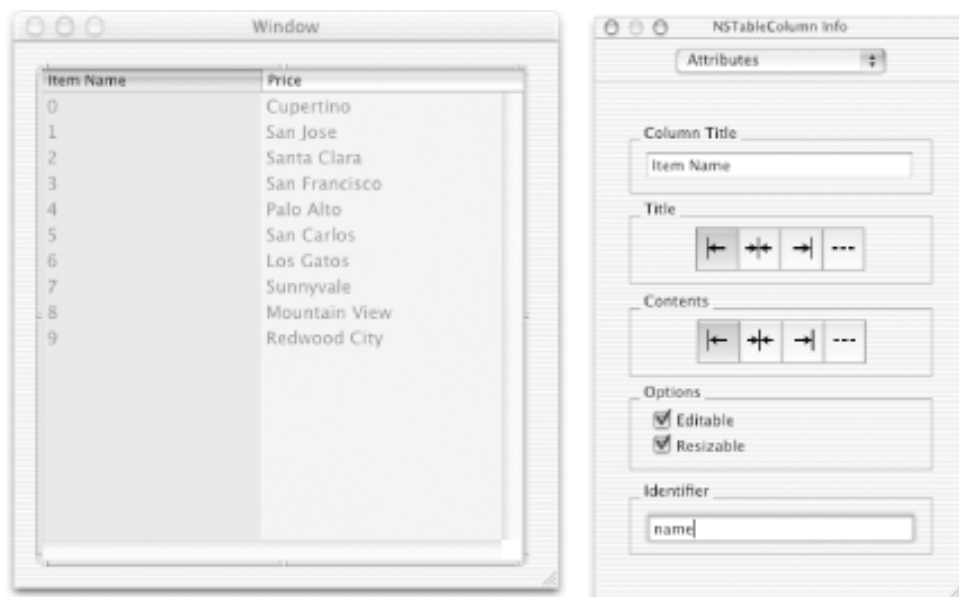 Window
Item Name Price
0 Cupertino
1 San Jose
2 Santa Clara
3 San Francisco
4 Palo Alto
5 San Carlos
6 Los Gatos
7 Sunnyvale
8 Mountain View
9 Redwood City
NSTableColumn Info
Attributes
Column Title
Item Name
Title
Contents
Options
Editable
Resizable
Identifier
name